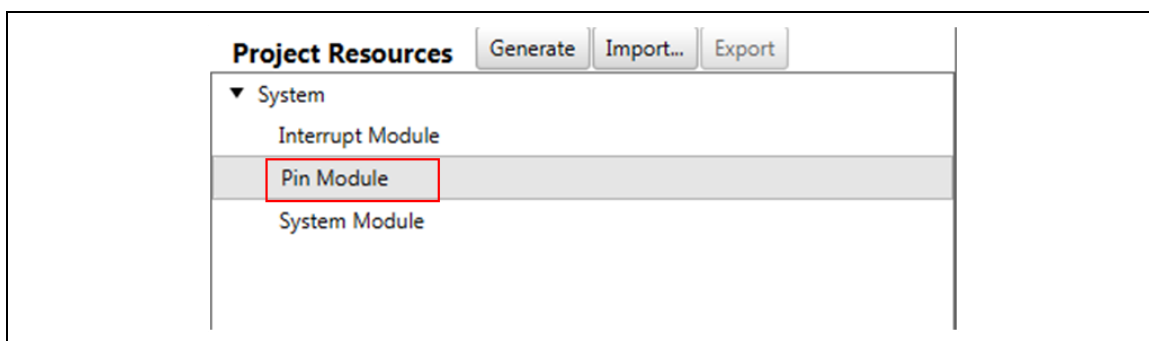 Project Resources Generate Import... Export
▼ System
Interrupt Module
Pin Module
System Module